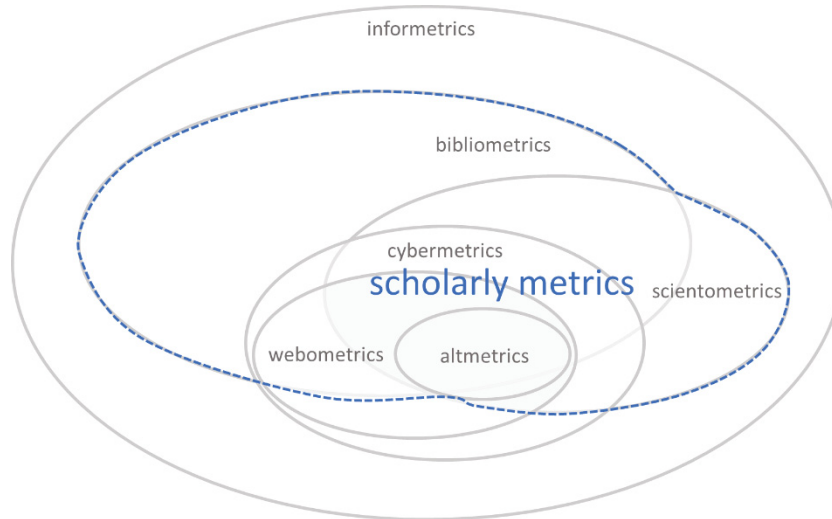 informetrics
bibliometrics
cybermetrics
scholarly metrics
scientometrics
webometrics
altmetrics